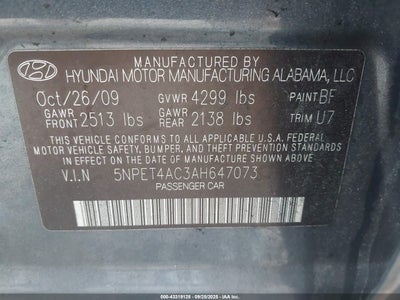 MANUFACTURED BY
HYUNDAI MOTOR MANUFACTURING ALABAMA, LLC
Oct/26/09 GVWR 4299 lbs PAINT BF
GAWR FRONT 2513 lbs GAWR REAR 2138 lbs TRIM U7
THIS VEHICLE CONFORMS TO ALL APPLICABLE U.S.A. FEDERAL
MOTOR VEHICLE SAFETY, BUMPER, AND THEFT PREVENTION STANDARDS
IN EFFECT ON THE DATE OF MANUFACTURE SHOWN ABOVE.
V.I.N 5NPET4AC3AH647073
PASSENGER CAR
000-43319126 - 09/29/2025 - IAAI.COM